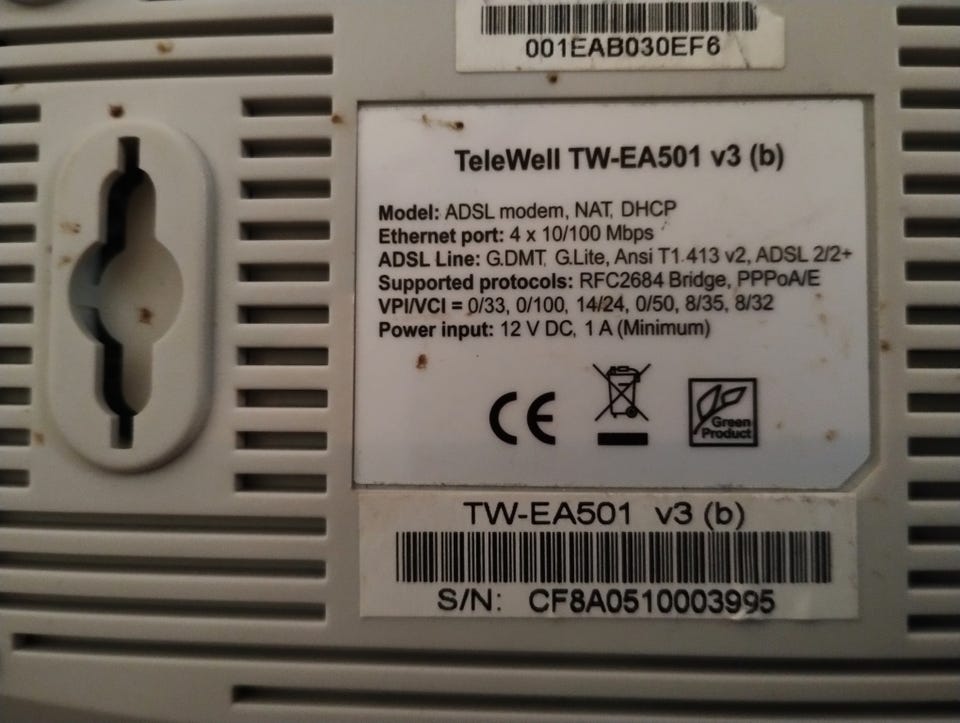 001EAB030EF6
TeleWell TW-EA501 v3 (b)
Model: ADSL modem, NAT, DHCP
Ethernet port: 4 x 10/100 Mbps
ADSL Line: G.DMT, G.Lite, Ansi T1.413 v2, ADSL 2/2+
Supported protocols: RFC2684 Bridge, PPPoA/E
VPI/VCI = 0/33, 0/100, 14/24, 0/50, 8/35, 8/32
Power input: 12 V DC, 1 A (Minimum)
CE
Green
Product
TW-EA501 v3 (b)
S/N: CF8A0510003995